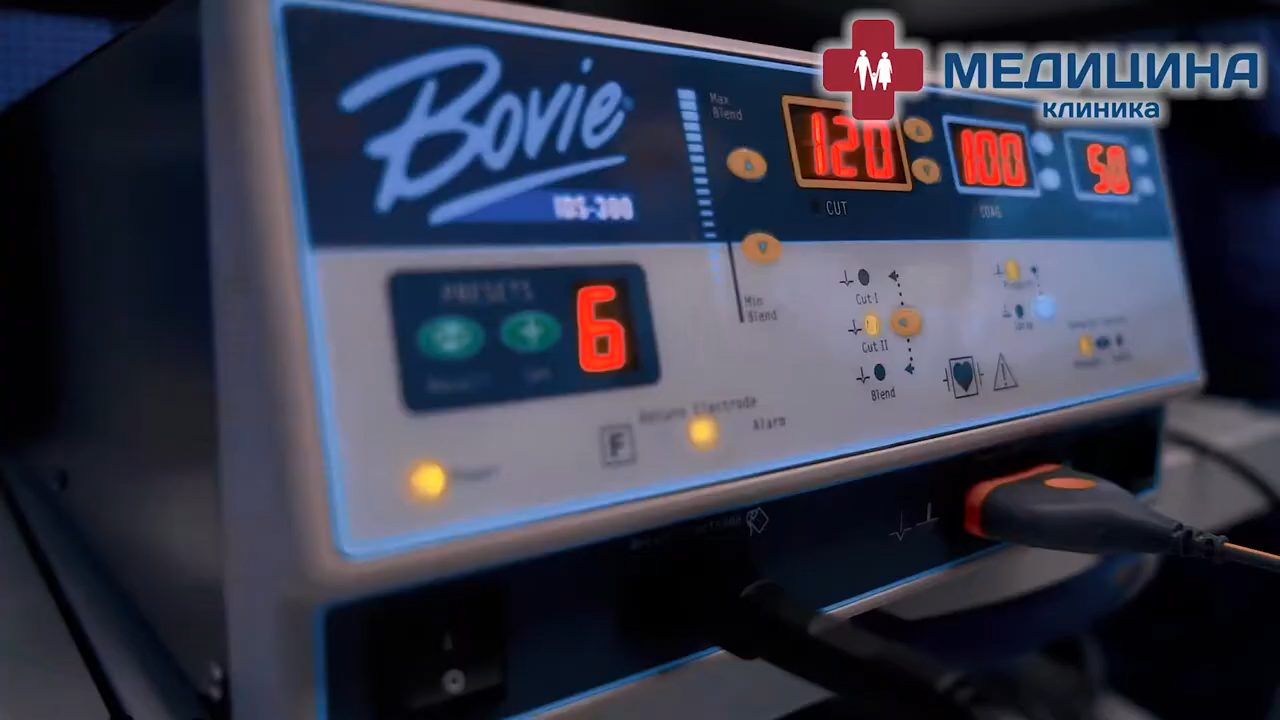 МЕДИЦИНА
клиника
Bovie
IDS-300
Max
Blend
120
100
50
CUT
COAG
PRESETS
6
Min
Blend
Cut I
Cut II
Blend
Return Electrode
Alarm
F
Power